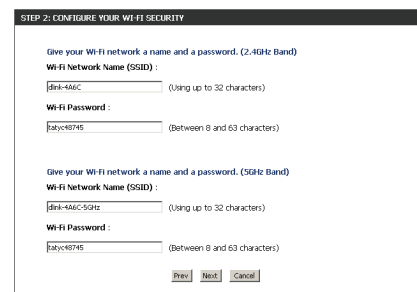 STEP 2: CONFIGURE YOUR WI-FI SECURITY
Give your Wi-Fi network a name and a password. (2.4GHz Band)
Wi-Fi Network Name (SSID) :
dlink-4A6C (Using up to 32 characters)
Wi-Fi Password :
tatyc48745 (Between 8 and 63 characters)
Give your Wi-Fi network a name and a password. (5GHz Band)
Wi-Fi Network Name (SSID) :
dlink-4A6C-5GHz (Using up to 32 characters)
Wi-Fi Password :
tatyc48745 (Between 8 and 63 characters)
Prev Next Cancel